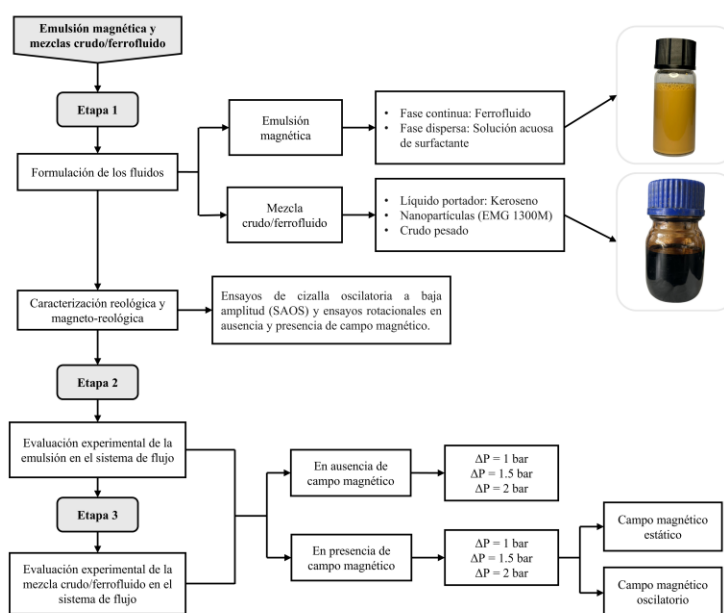 Emulsión magnética y
mezclas crudo/ferrofluido
Etapa 1
Formulación de los fluidos
Emulsión
magnética
• Fase continua: Ferrofluido
• Fase dispersa: Solución acuosa
de surfactante
Mezcla
crudo/ferrofluido
• Líquido portador: Keroseno
• Nanopartículas (EMG 1300M)
• Crudo pesado
Caracterización reológica y
magneto-reológica
Ensayos de cizalla oscilatoria a baja
amplitud (SAOS) y ensayos rotacionales en
ausencia y presencia de campo magnético.
Etapa 2
Evaluación experimental de la
emulsión en el sistema de flujo
Etapa 3
Evaluación experimental de la
mezcla crudo/ferrofluido en el
sistema de flujo
En ausencia de
campo magnético
ΔP = 1 bar
ΔP = 1.5 bar
ΔP = 2 bar
En presencia de
campo magnético
ΔP = 1 bar
ΔP = 1.5 bar
ΔP = 2 bar
Campo magnético
estático
Campo magnético
oscilatorio